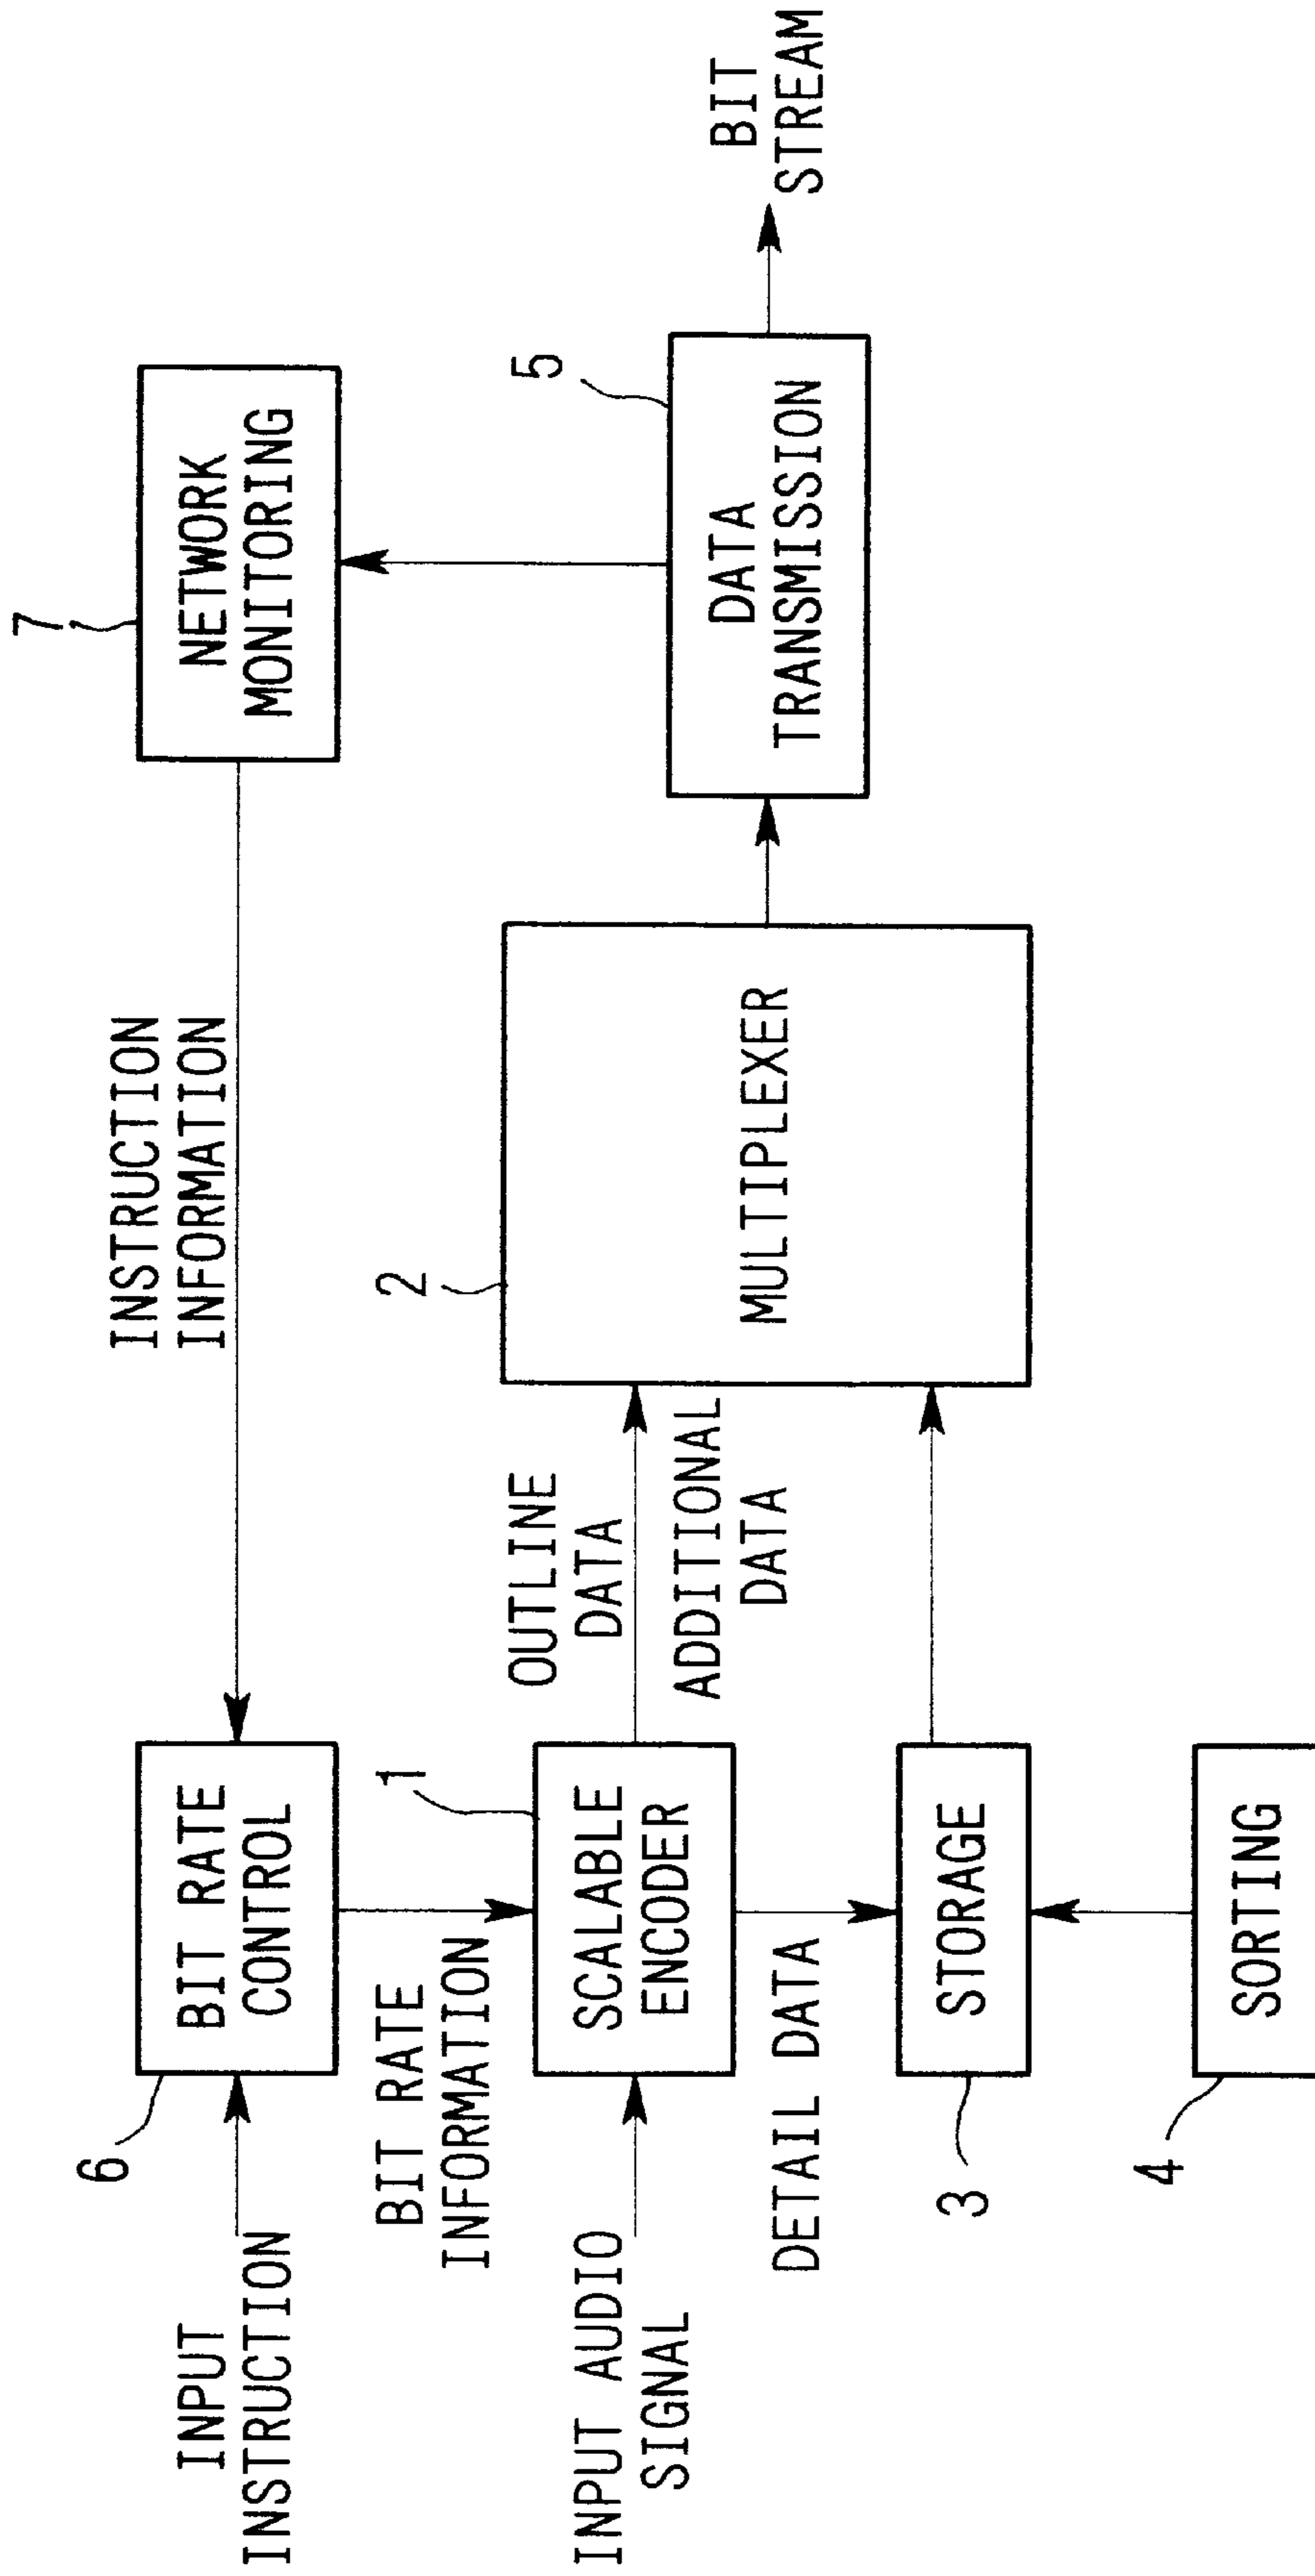 INPUT
INSTRUCTION
6
BIT RATE
CONTROL
INSTRUCTION
INFORMATION
7
NETWORK
MONITORING
BIT RATE
INFORMATION
INPUT AUDIO
SIGNAL
1
SCALABLE
ENCODER
OUTLINE
DATA
ADDITIONAL
DATA
2
MULTIPLEXER
5
DATA
TRANSMISSION
BIT
STREAM
DETAIL DATA
3
STORAGE
4
SORTING